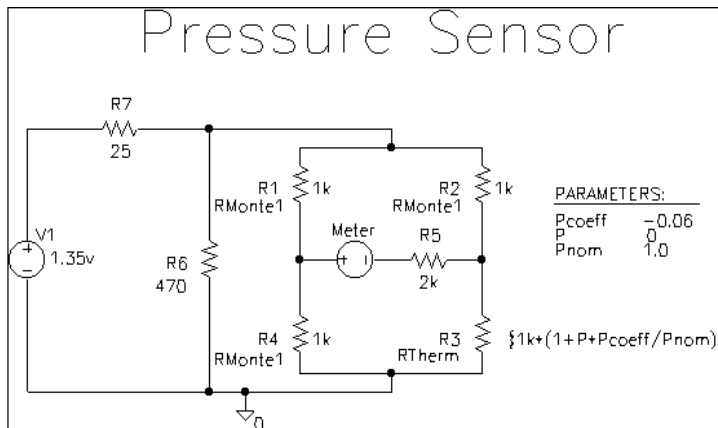 Pressure Sensor
R7
25
V1
1.35v
R6
470
R1
1k
RMonte1
R2
1k
RMonte1
Meter
+ -
R5
2k
R4
1k
RMonte1
R3
RTherm
{1k*(1+P*Pcoeff/Pnom)
PARAMETERS:
Pcoeff -0.06
P 0
Pnom 1.0
0